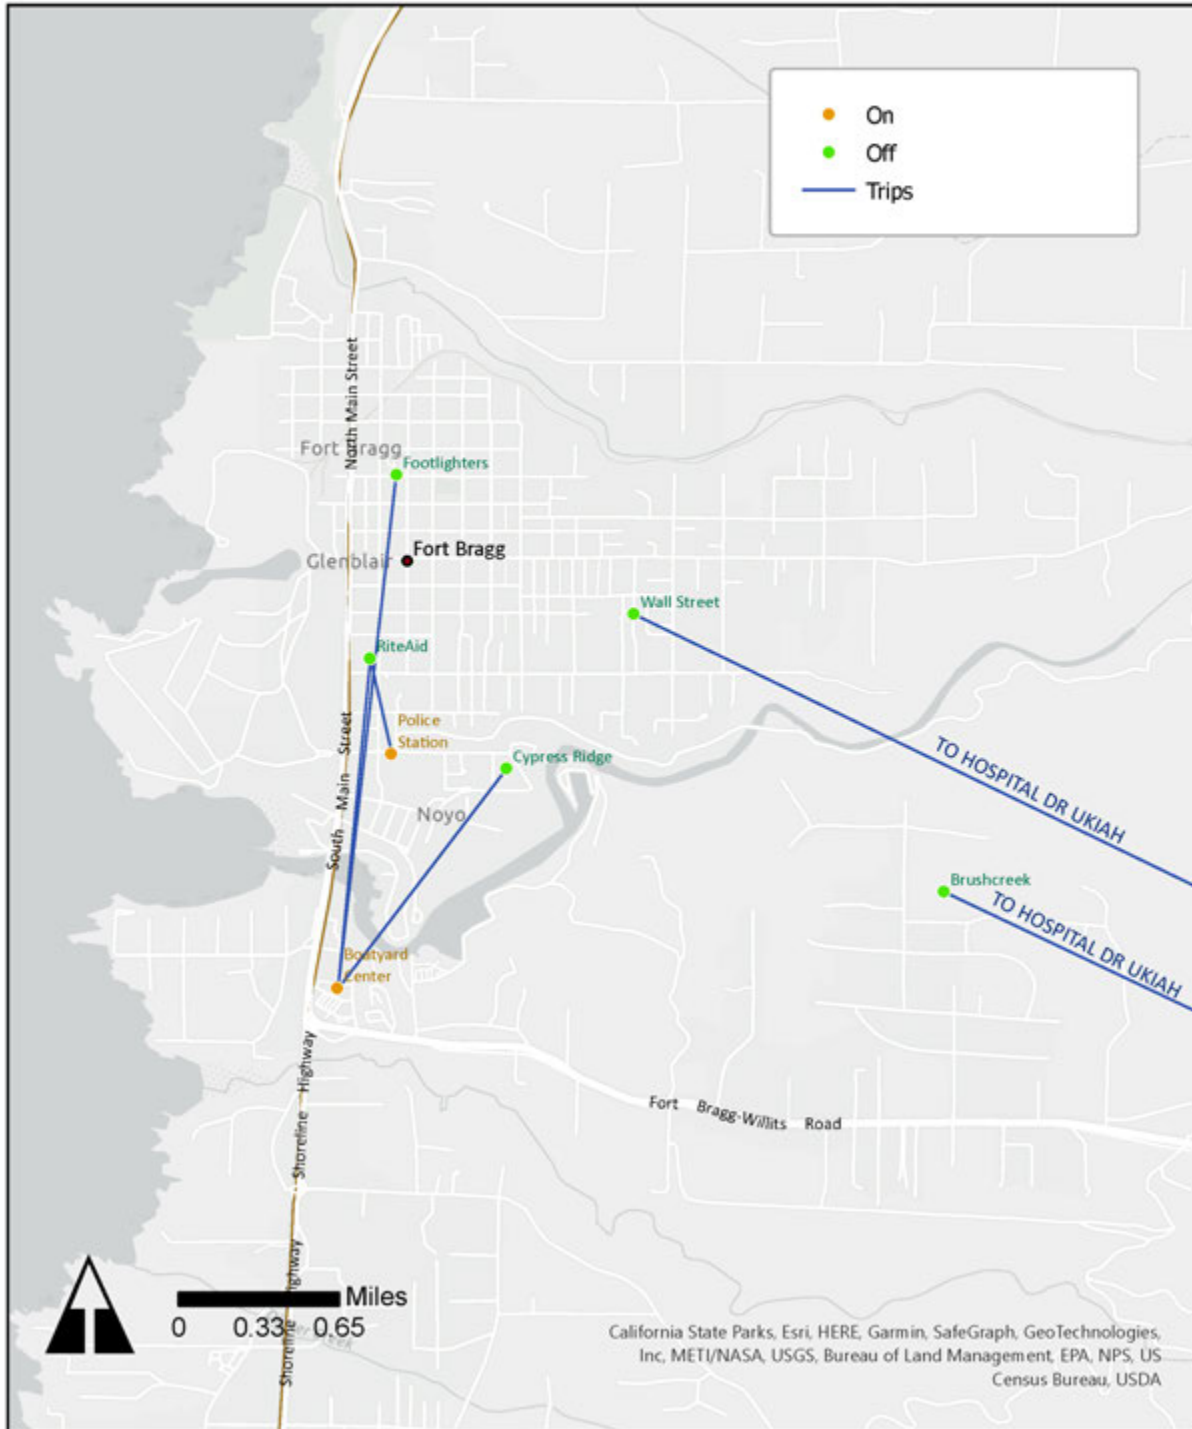 On
Off
Trips
North Main Street
Fort Bragg
Footlighters
Glenblair
Fort Bragg
Wall Street
RiteAid
Police
Station
South Main Street
Cypress Ridge
TO HOSPITAL DR UKIAH
Noyo
Brushcreek
TO HOSPITAL DR UKIAH
Boatyard
Center
Shoreline Highway
Fort Bragg-Willits Road
Shoreline Highway
Miles
0 0.33 0.65
Creek
California State Parks, Esri, HERE, Garmin, SafeGraph, GeoTechnologies,
Inc, METI/NASA, USGS, Bureau of Land Management, EPA, NPS, US
Census Bureau, USDA